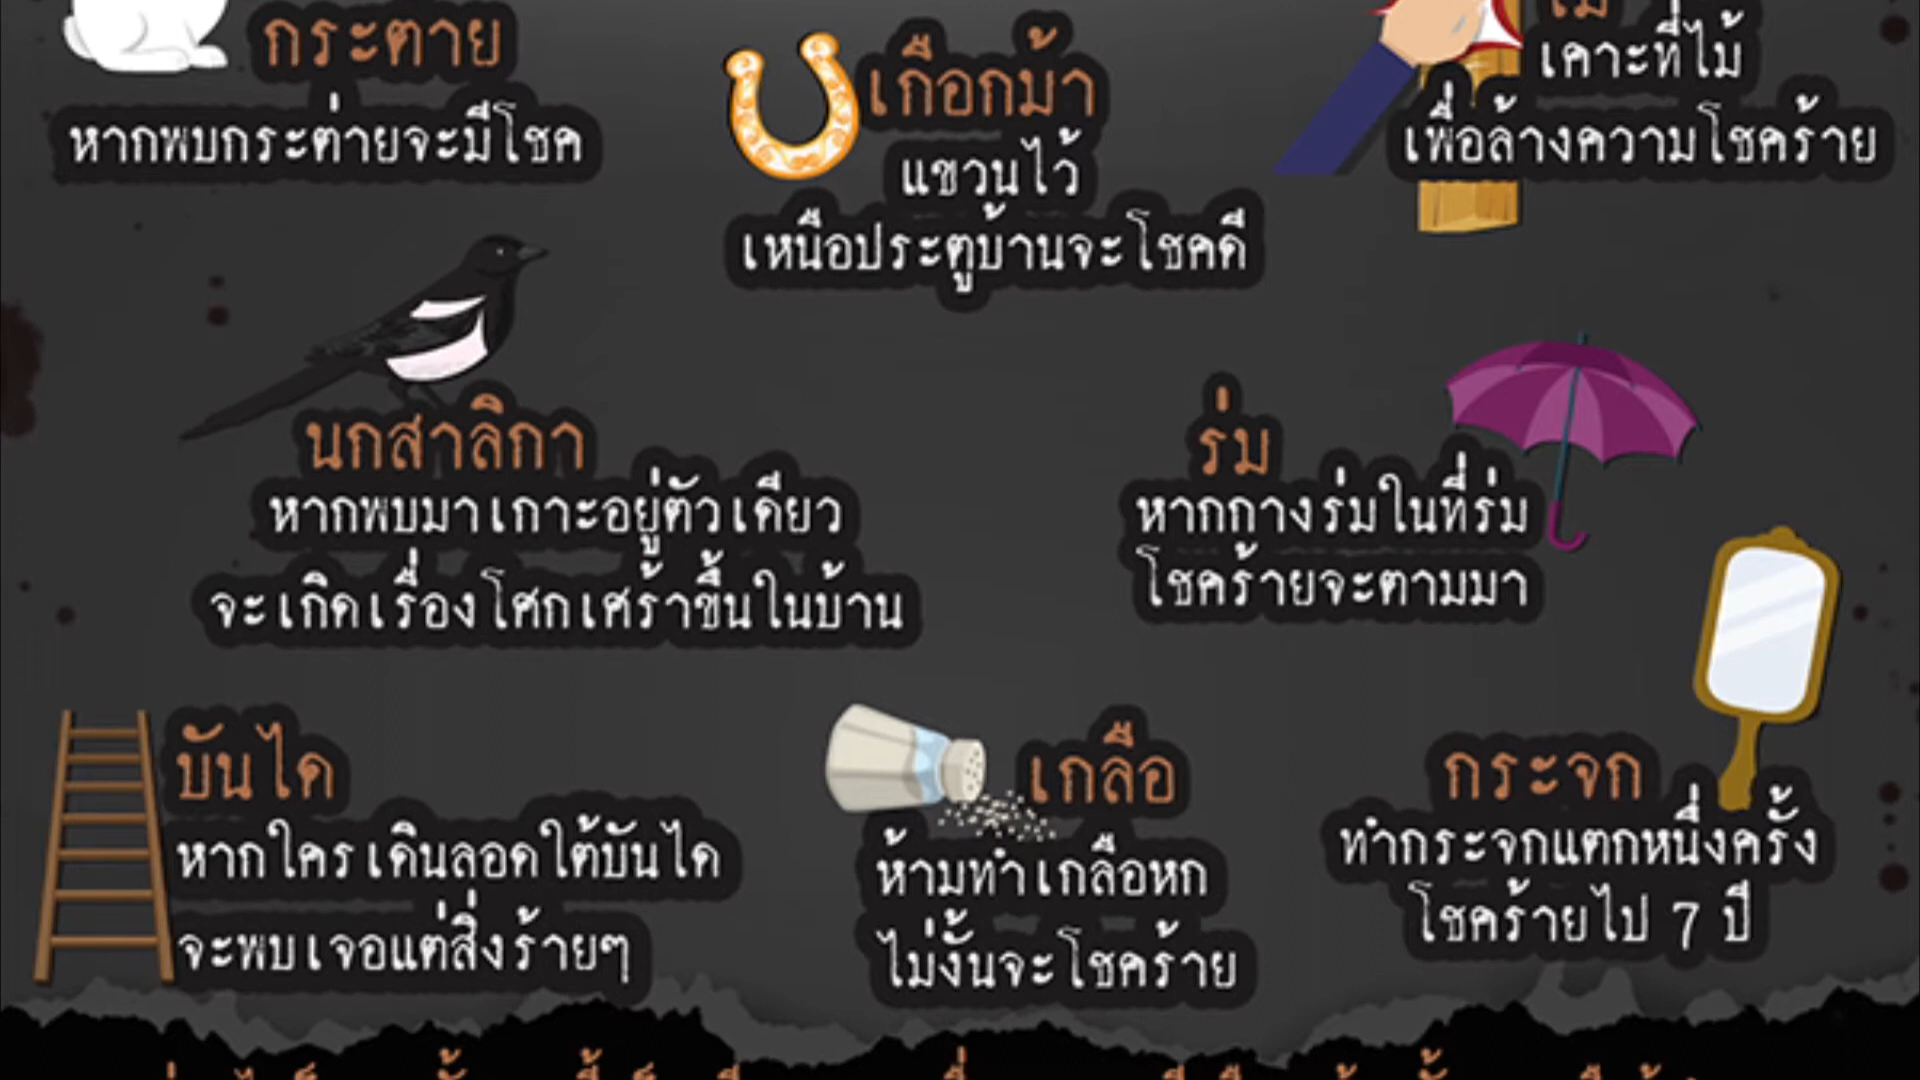 กระตาย
หากพบกระต่ายจะมีโชค
เกือกม้า
แขวนไว้
เหนือประตูบ้านจะโชคดี
ไม้
เคาะที่ไม้
เพื่อล้างความโชคร้าย
นกสาลิกา
หากพบมาเกาะอยู่ตัวเดียว
จะเกิดเรื่องโศกเศร้าขึ้นในบ้าน
ร่ม
หากกางร่มในที่ร่ม
โชคร้ายจะตามมา
บันได
หากใครเดินลอดใต้บันได
จะพบเจอแต่สิ่งร้ายๆ
เกลือ
ห้ามทำเกลือหก
ไม่งั้นจะโชคร้าย
กระจก
ทำกระจกแตกหนึ่งครั้ง
โชคร้ายไป 7 ปี